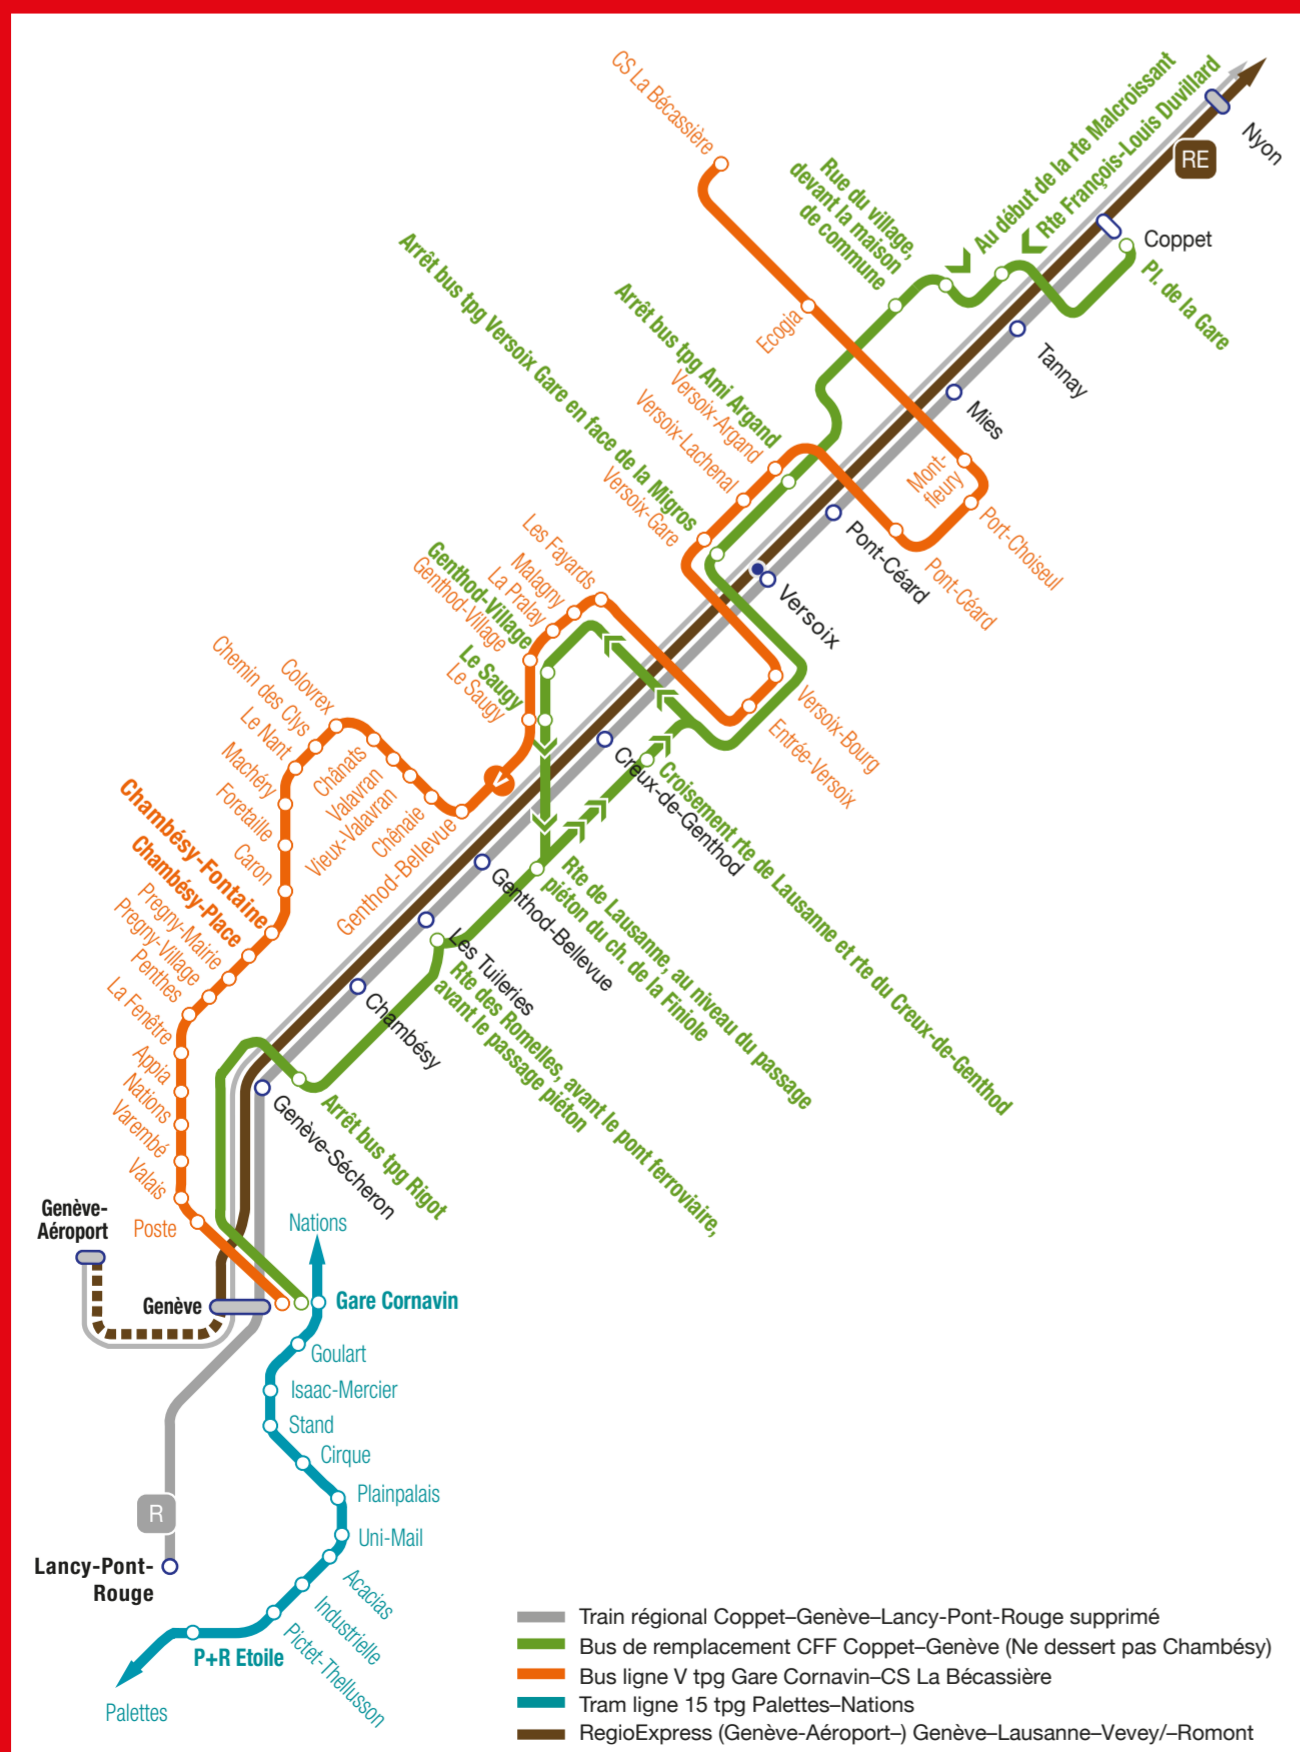 CS La Bécassière
Ecogia
Mont-
fleury
Port-Choiseul
Pont-Céard
Versoix-Argand
Versoix-Lachenal
Versoix-Gare
Versoix-Bourg
Entrée-Versoix
Les Fayards
Malagny
La Pralay
Genthod-Village
Le Saugy
V
Genthod-Bellevue
Chênaie
Vieux-Valavran
Valavran
Chânats
Colovrex
Chemin des Clys
Le Nant
Machéry
Foretaille
Caron
Chambésy-Fontaine
Chambésy-Place
Pregny-Mairie
Pregny-Village
Penthes
La Fenêtre
Appia
Nations
Varembé
Valais
Poste
Au début de la rte Malcroissant
Rte François-Louis Duvillard
Pl. de la Gare
Rue du village,
devant la maison
de commune
Arrêt bus tpg Ami Argand
Arrêt bus tpg Versoix Gare en face de la Migros
Genthod-Village
Le Saugy
Croisement rte de Lausanne et rte du Creux-de-Genthod
Rte de Lausanne, au niveau du passage
piéton du ch. de la Finiole
Rte des Romelles, avant le pont ferroviaire,
avant le passage piéton
Arrêt bus tpg Rigot
RE
Nyon
Coppet
Tannay
Mies
Pont-Céard
Versoix
Creux-de-Genthod
Genthod-Bellevue
Les Tuileries
Chambésy
Genève-Sécheron
Genève-
Aéroport
Genève
R
Lancy-Pont-
Rouge
Nations
Gare Cornavin
Goulart
Isaac-Mercier
Stand
Cirque
Plainpalais
Uni-Mail
Acacias
Industrielle
Pictet-Thellusson
P+R Etoile
Palettes
Train régional Coppet–Genève–Lancy-Pont-Rouge supprimé
Bus de remplacement CFF Coppet–Genève (Ne dessert pas Chambésy)
Bus ligne V tpg Gare Cornavin–CS La Bécassière
Tram ligne 15 tpg Palettes–Nations
RegioExpress (Genève-Aéroport–) Genève–Lausanne–Vevey/–Romont